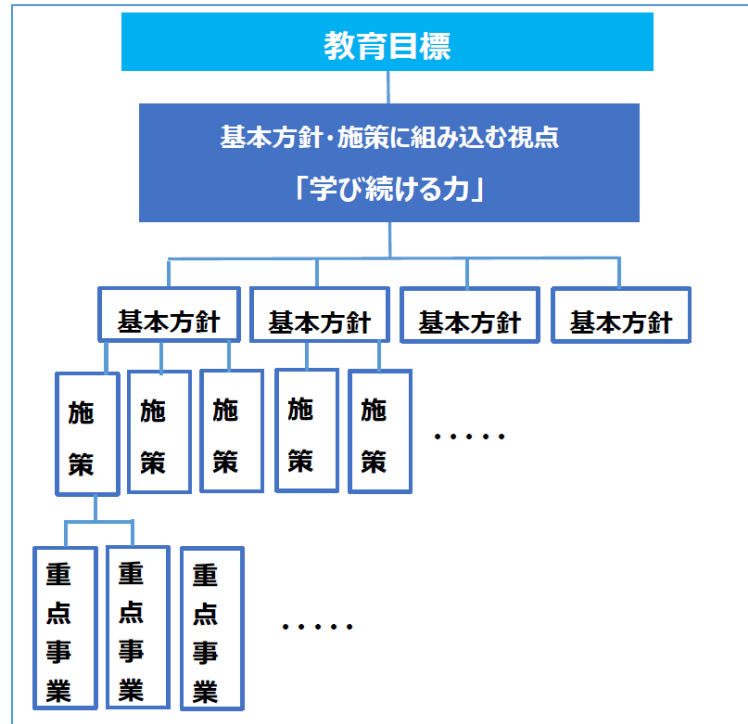 教育目標
基本方針・施策に組み込む視点
「学び続ける力」
基本方針
基本方針
基本方針
基本方針
施策
施策
施策
施策
施策
・・・・・
重点事業
重点事業
重点事業
・・・・・